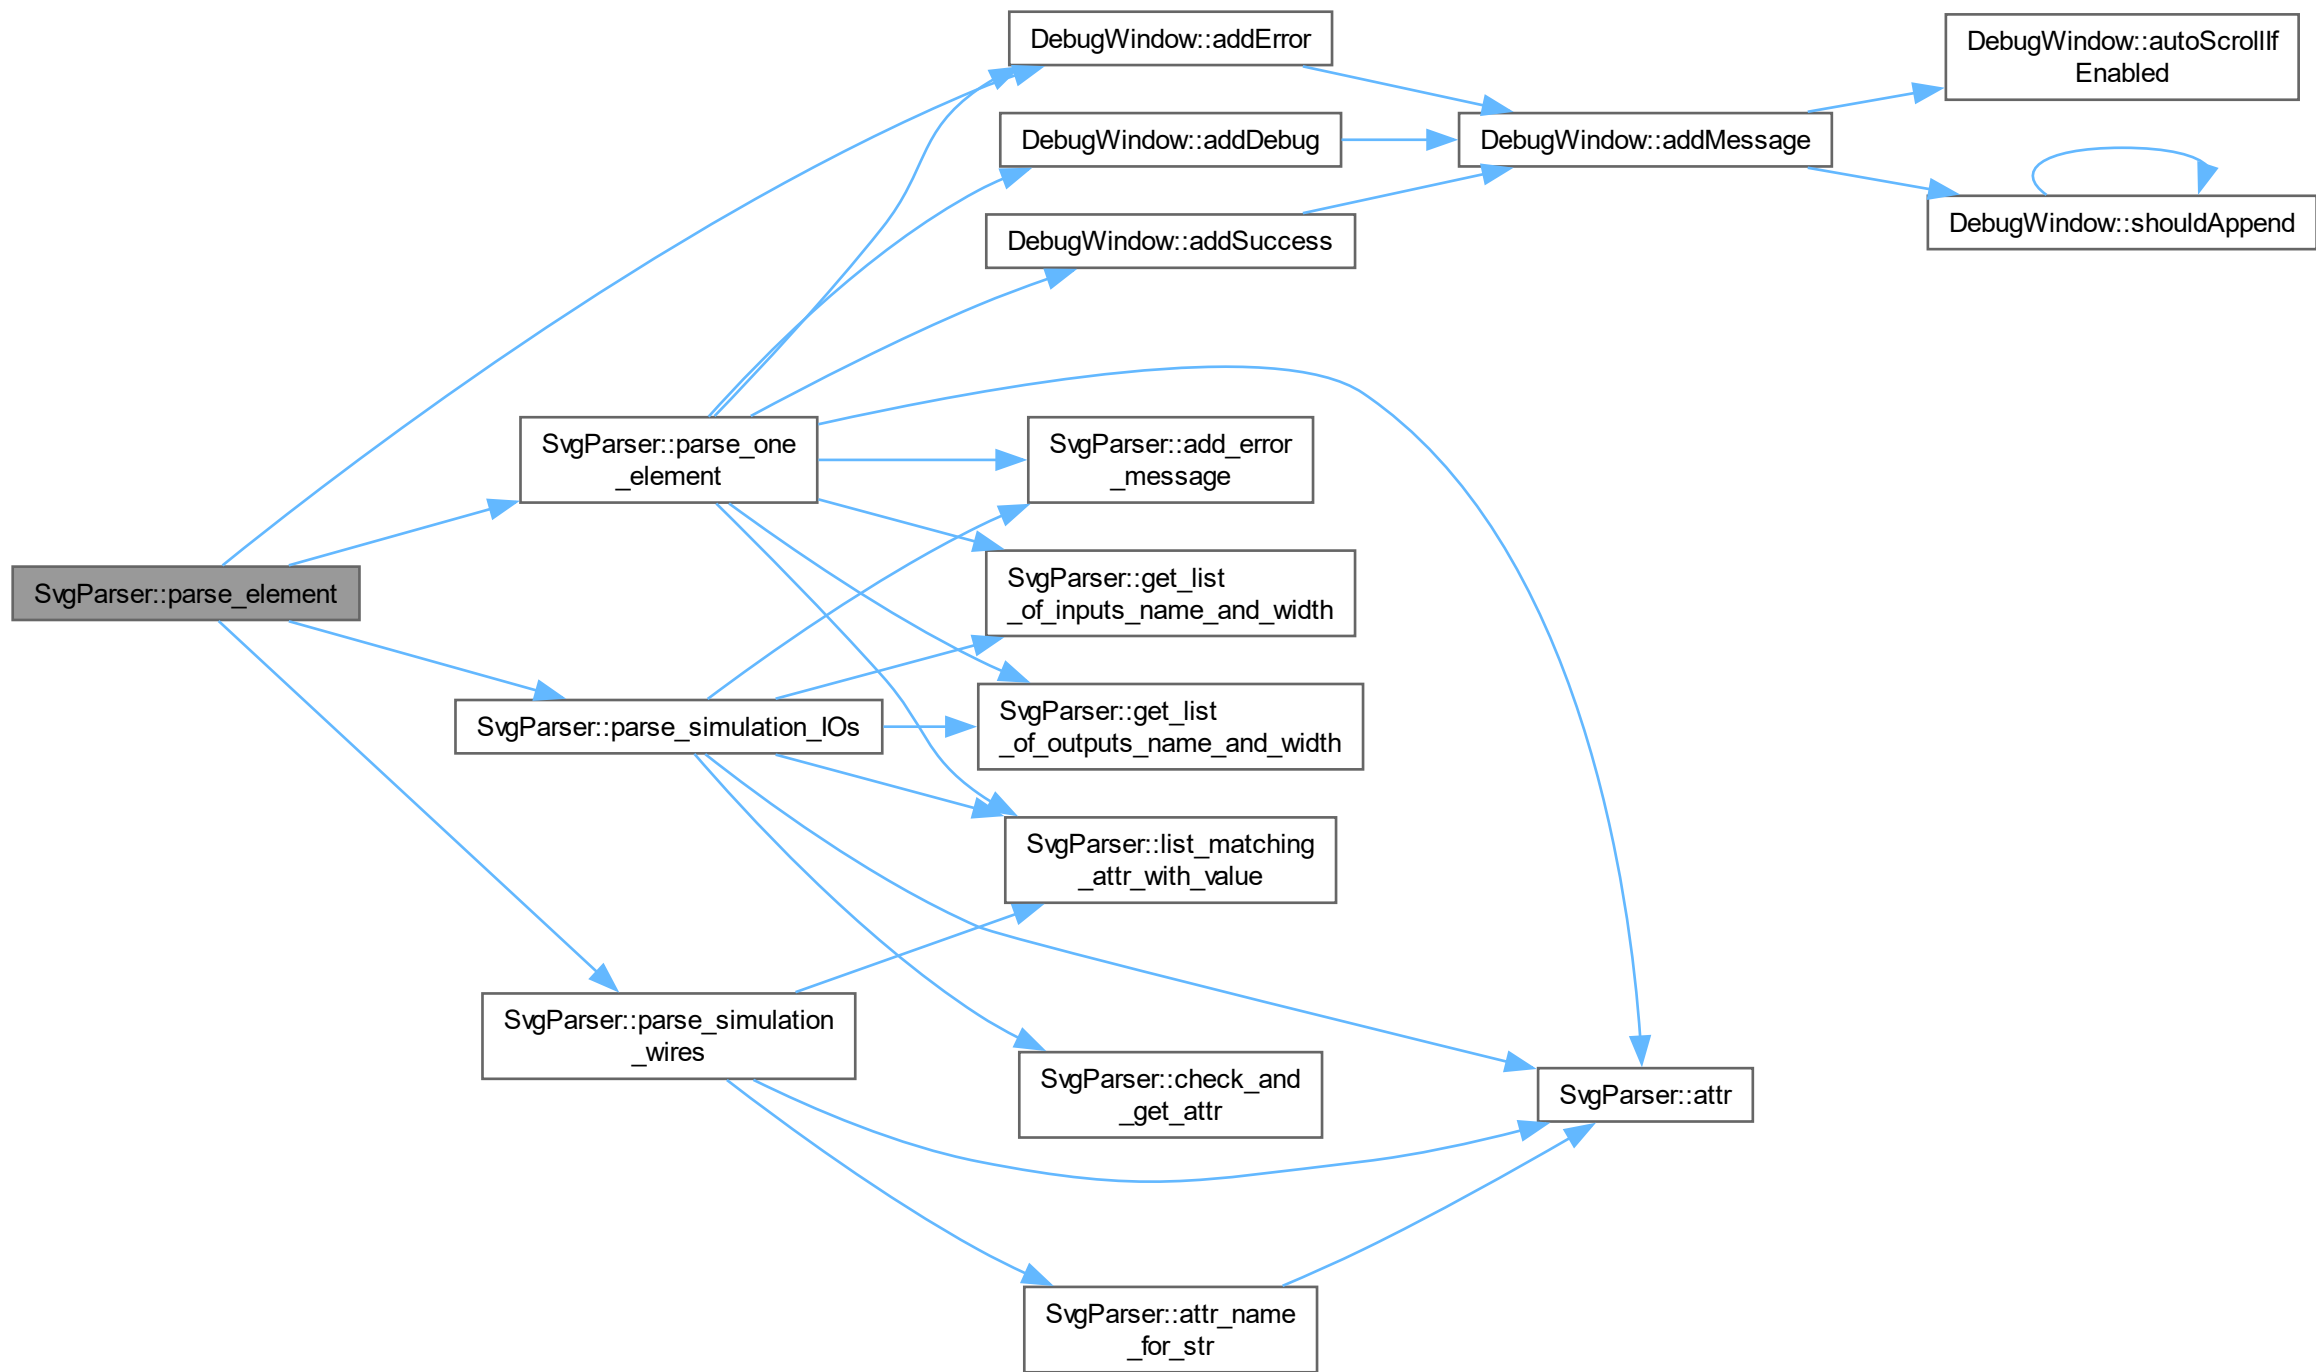 DebugWindow::addError
DebugWindow::autoScrollIf
Enabled
DebugWindow::addDebug
DebugWindow::addMessage
DebugWindow::addSuccess
DebugWindow::shouldAppend
SvgParser::parse_one
_element
SvgParser::add_error
_message
SvgParser::parse_element
SvgParser::get_list
_of_inputs_name_and_width
SvgParser::parse_simulation_IOs
SvgParser::get_list
_of_outputs_name_and_width
SvgParser::list_matching
_attr_with_value
SvgParser::parse_simulation
_wires
SvgParser::check_and
_get_attr
SvgParser::attr
SvgParser::attr_name
_for_str